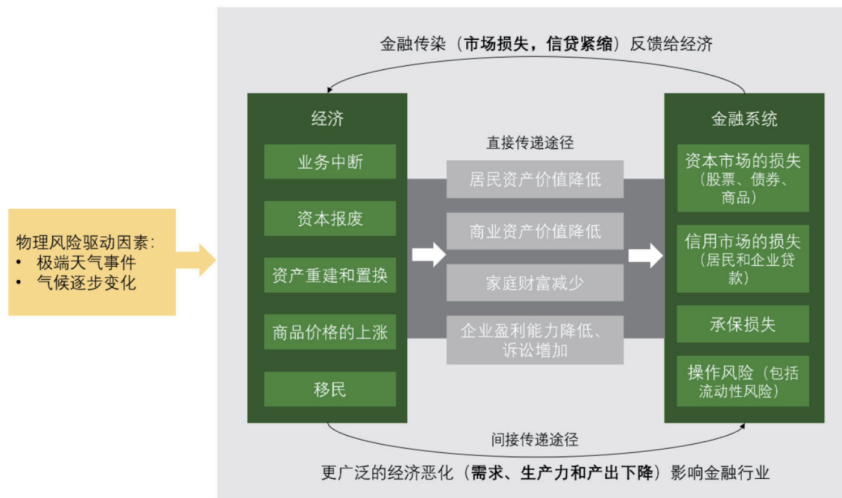 金融传染（市场损失，信贷紧缩）反馈给经济
物理风险驱动因素：
• 极端天气事件
• 气候逐步变化
经济
业务中断
资本报废
资产重建和置换
商品价格的上涨
移民
直接传递途径
居民资产价值降低
商业资产价值降低
家庭财富减少
企业盈利能力降低、
诉讼增加
金融系统
资本市场的损失
（股票、债券、
商品）
信用市场的损失
（居民和企业贷
款）
承保损失
操作风险（包括
流动性风险）
间接传递途径
更广泛的经济恶化（需求、生产力和产出下降）影响金融行业